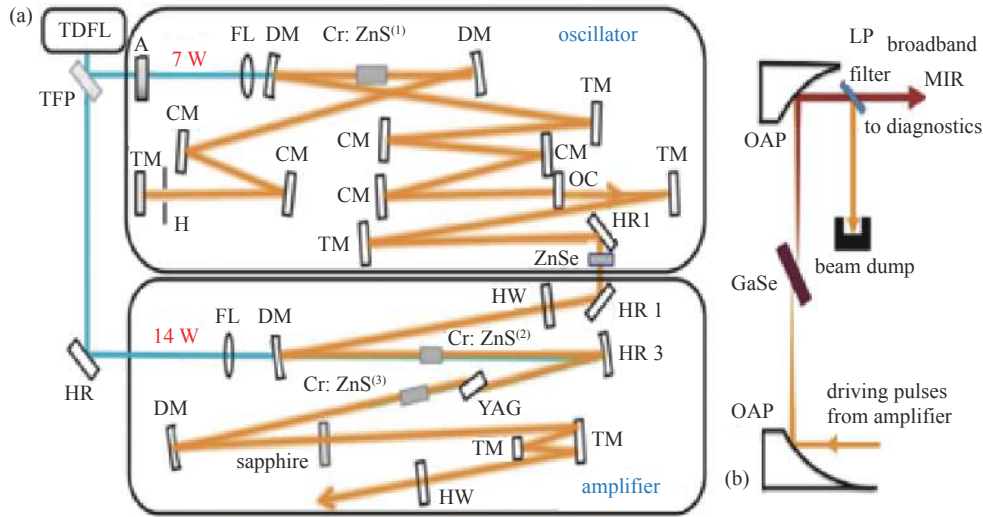 (a)
TDFL
TFP
A
7 W
FL
DM
Cr: ZnS(1)
DM
oscillator
TM
CM
CM
CM
TM
CM
CM
OC
TM
H
TM
HR1
ZnSe
HW
HR 1
14 W
FL
DM
Cr: ZnS(2)
HR 3
HR
Cr: ZnS(3)
YAG
DM
sapphire
TM
TM
HW
amplifier
LP
broadband
filter
MIR
OAP
to diagnostics
beam dump
GaSe
OAP
driving pulses
from amplifier
(b)